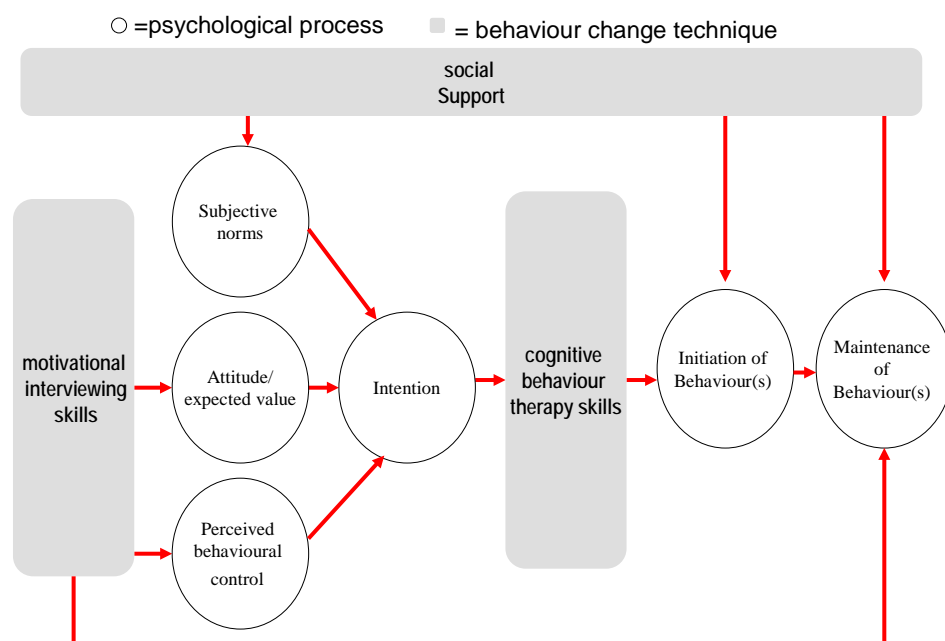 =psychological process
= behaviour change technique
social
Support
Subjective
norms
motivational
interviewing
skills
Attitude/
expected value
Intention
cognitive
behaviour
therapy skills
Initiation of
Behaviour(s)
Maintenance
of
Behaviour(s)
Perceived
behavioural
control